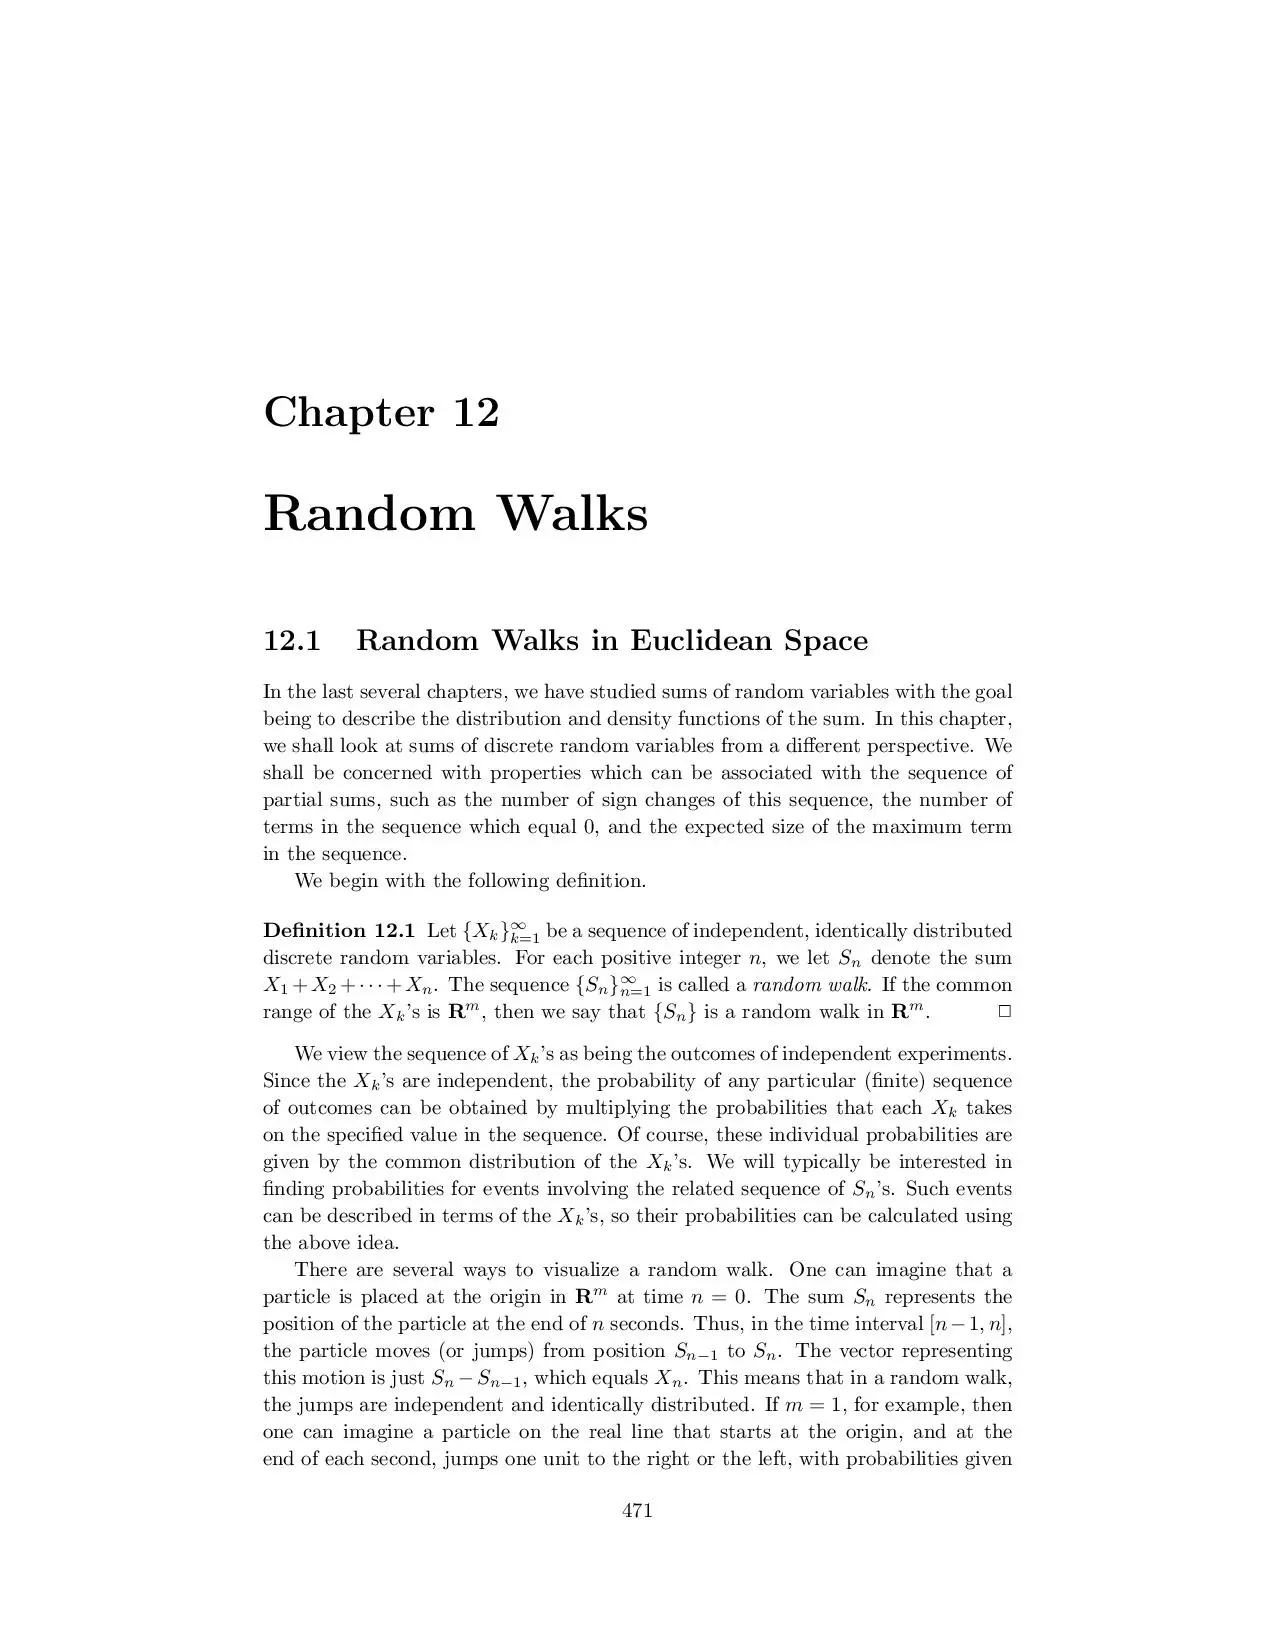 Chapter 12
Random Walks
12.1 Random Walks in Euclidean Space
In the last several chapters, we have studied sums of random variables with the goal
being to describe the distribution and density functions of the sum. In this chapter,
we shall look at sums of discrete random variables from a different perspective. We
shall be concerned with properties which can be associated with the sequence of
partial sums, such as the number of sign changes of this sequence, the number of
terms in the sequence which equal 0, and the expected size of the maximum term
in the sequence.
We begin with the following definition.
Definition 12.1 Let {X_k}_{k=1}^∞ be a sequence of independent, identically distributed
discrete random variables. For each positive integer n, we let S_n denote the sum
X_1 + X_2 + · · · + X_n. The sequence {S_n}_{n=1}^∞ is called a random walk. If the common
range of the X_k's is R^m, then we say that {S_n} is a random walk in R^m. □
We view the sequence of X_k's as being the outcomes of independent experiments.
Since the X_k's are independent, the probability of any particular (finite) sequence
of outcomes can be obtained by multiplying the probabilities that each X_k takes
on the specified value in the sequence. Of course, these individual probabilities are
given by the common distribution of the X_k's. We will typically be interested in
finding probabilities for events involving the related sequence of S_n's. Such events
can be described in terms of the X_k's, so their probabilities can be calculated using
the above idea.
There are several ways to visualize a random walk. One can imagine that a
particle is placed at the origin in R^m at time n = 0. The sum S_n represents the
position of the particle at the end of n seconds. Thus, in the time interval [n − 1, n],
the particle moves (or jumps) from position S_{n−1} to S_n. The vector representing
this motion is just S_n − S_{n−1}, which equals X_n. This means that in a random walk,
the jumps are independent and identically distributed. If m = 1, for example, then
one can imagine a particle on the real line that starts at the origin, and at the
end of each second, jumps one unit to the right or the left, with probabilities given
471